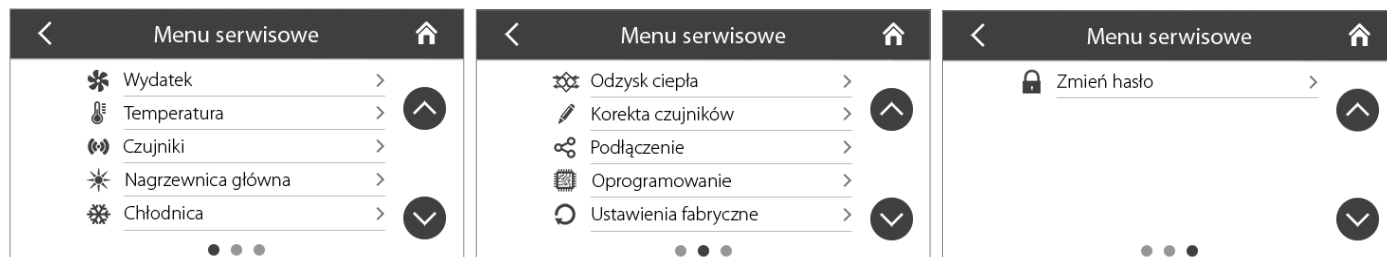 Menu serwisowe
Wydatek
Temperatura
Czujniki
Nagrzewnica główna
Chłodnica
Menu serwisowe
Odzysk ciepła
Korekta czujników
Podłączenie
Oprogramowanie
Ustawienia fabryczne
Menu serwisowe
Zmień hasło